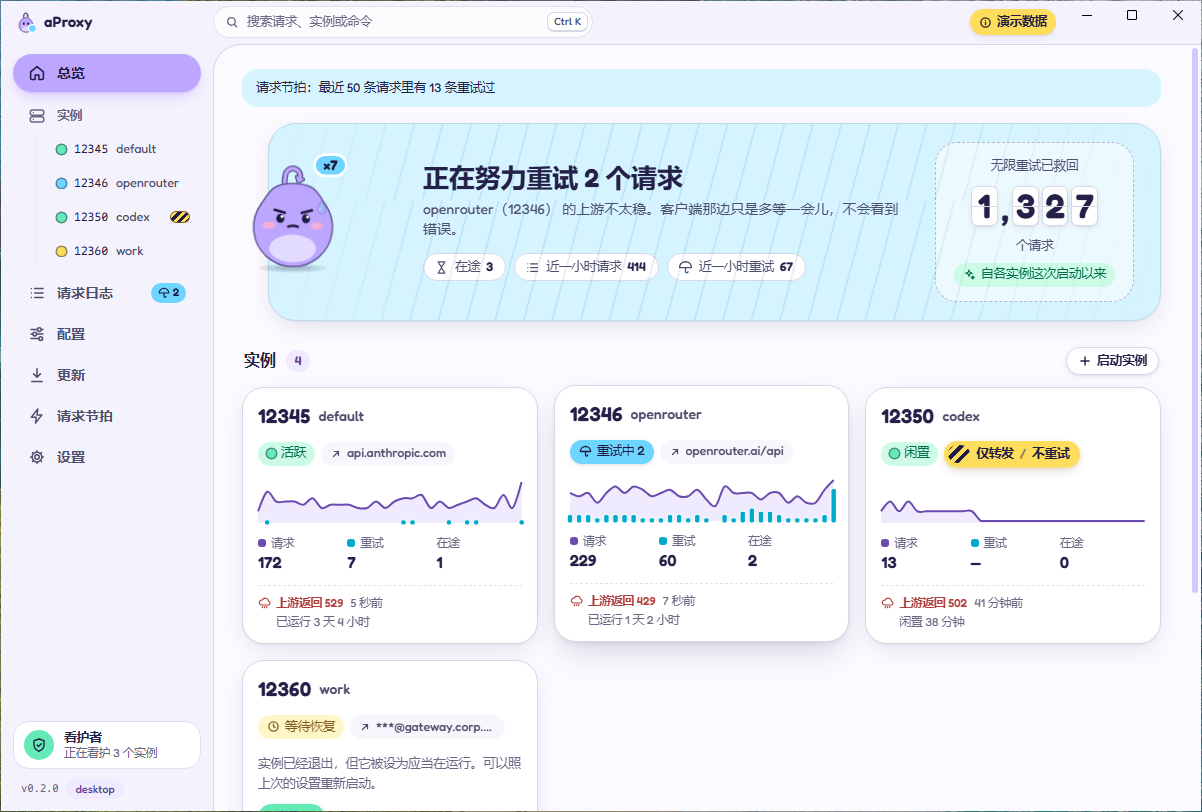 aProxy
搜索请求、实例或命令
Ctrl K
演示数据
总览
实例
12345 default
12346 openrouter
12350 codex
12360 work
请求日志
2
配置
更新
请求节拍
设置
看护者
正在看护 3 个实例
v0.2.0 desktop
请求节拍：最近 50 条请求里有 13 条重试过
×7
正在努力重试 2 个请求
openrouter（12346） 的上游不太稳。客户端那边只是多等一会儿，不会看到
错误。
在途 3
近一小时请求 414
近一小时重试 67
无限重试已救回
1,327
个请求
自各实例这次启动以来
实例 4
启动实例
12345 default
活跃
api.anthropic.com
请求 重试 在途
172 7 1
上游返回 529 5 秒前
已运行 3 天 4 小时
12346 openrouter
重试中 2
openrouter.ai/api
请求 重试 在途
229 60 2
上游返回 429 7 秒前
已运行 1 天 2 小时
12350 codex
闲置
仅转发 / 不重试
请求 重试 在途
13 – 0
上游返回 502 41 分钟前
闲置 38 分钟
12360 work
等待恢复
***@gateway.corp....
实例已经退出，但它被设为应当在运行。可以照
上次的设置重新启动。